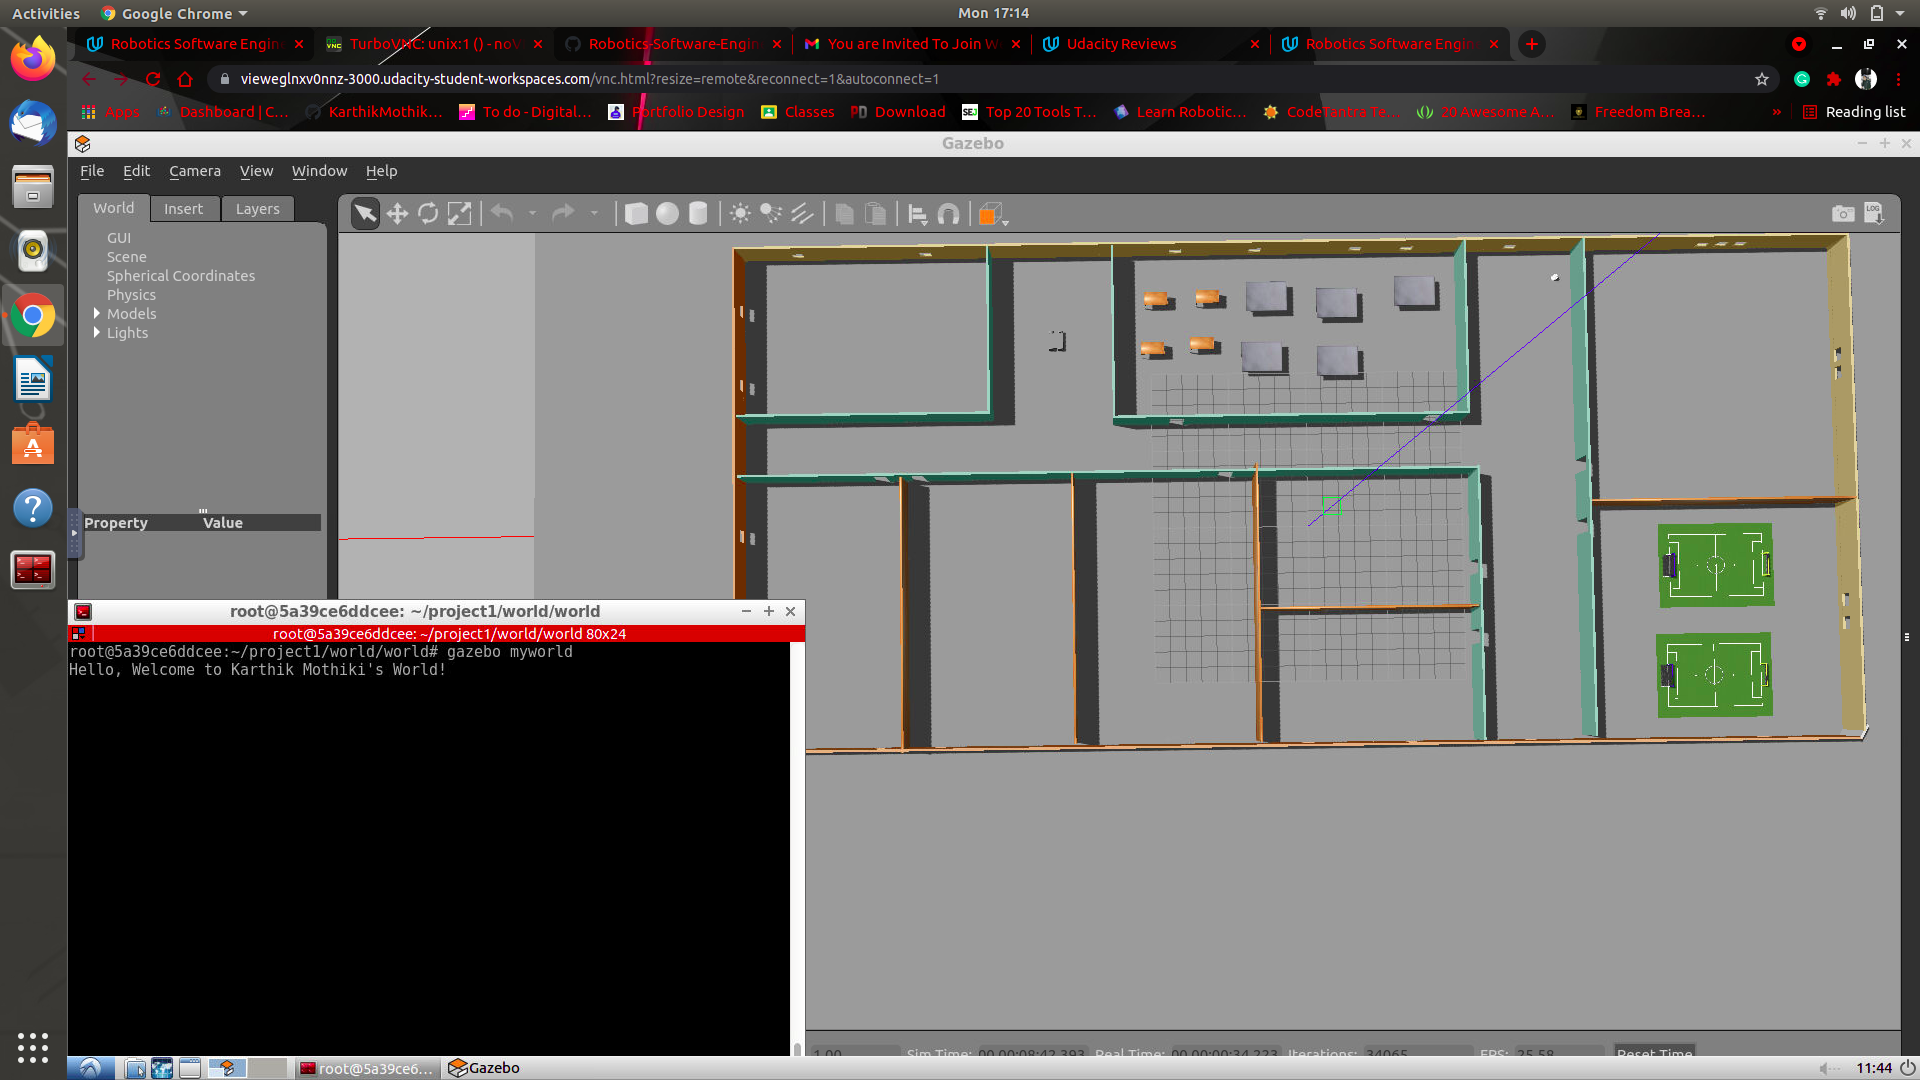 Activities
Google Chrome
Mon 17:14
Robotics Software Engin
TurboVNC: unix:1 () - noV
Robotics-Software-Engin
You are Invited To Join W
Udacity Reviews
Robotics Software Engin
vieweglnxv0nnz-3000.udacity-student-workspaces.com/vnc.html?resize=remote&reconnect=1&autoconnect=1
Apps
Dashboard | C...
KarthikMothik...
To do - Digital...
Portfolio Design
Classes
Download
Top 20 Tools T...
Learn Robotic...
CodeTantra Te...
20 Awesome A...
Freedom Brea...
»
Reading list
Gazebo
File Edit Camera View Window Help
World Insert Layers
LOG
GUI
Scene
Spherical Coordinates
Physics
Models
Lights
Property Value
root@5a39ce6ddcee: ~/project1/world/world
root@5a39ce6ddcee: ~/project1/world/world 80x24
root@5a39ce6ddcee:~/project1/world/world# gazebo myworld
Hello, Welcome to Karthik Mothiki's World!
1.00 Sim Time: 00 00:08:42.393 Real Time: 00 00:00:34.223 Iterations: 34065 FPS: 25.58 Reset Time
root@5a39ce6...
Gazebo
11:44